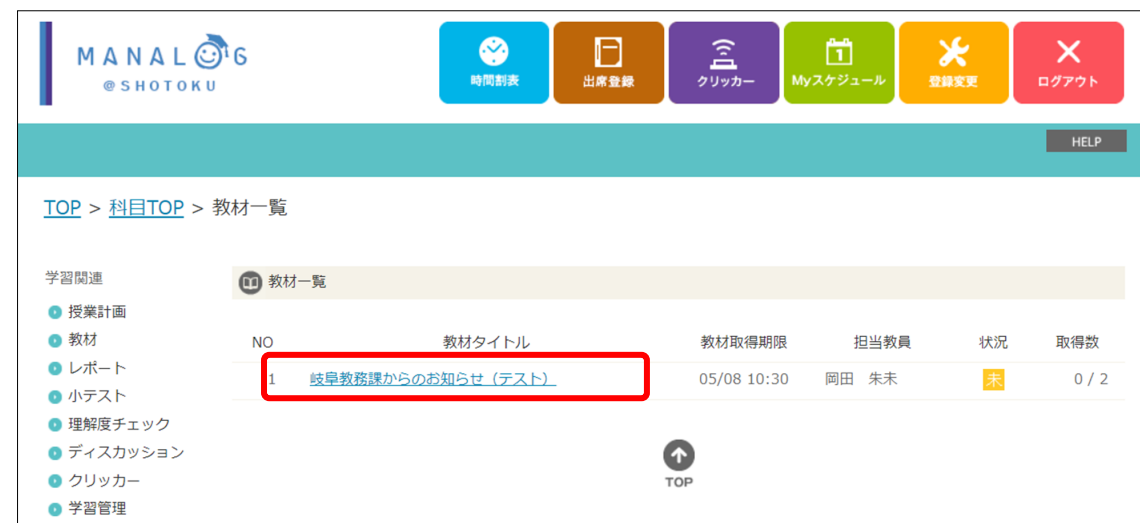 MANALOG
@SHOTOKU
時間割表
出席登録
クリッカー
1
Myスケジュール
登録変更
ログアウト
HELP
TOP > 科目TOP > 教材一覧
学習関連
授業計画
教材
レポート
小テスト
理解度チェック
ディスカッション
クリッカー
学習管理
教材一覧
NO 教材タイトル 教材取得期限 担当教員 状況 取得数
1 岐阜教務課からのお知らせ（テスト） 05/08 10:30 岡田　朱未 未 0 / 2
TOP